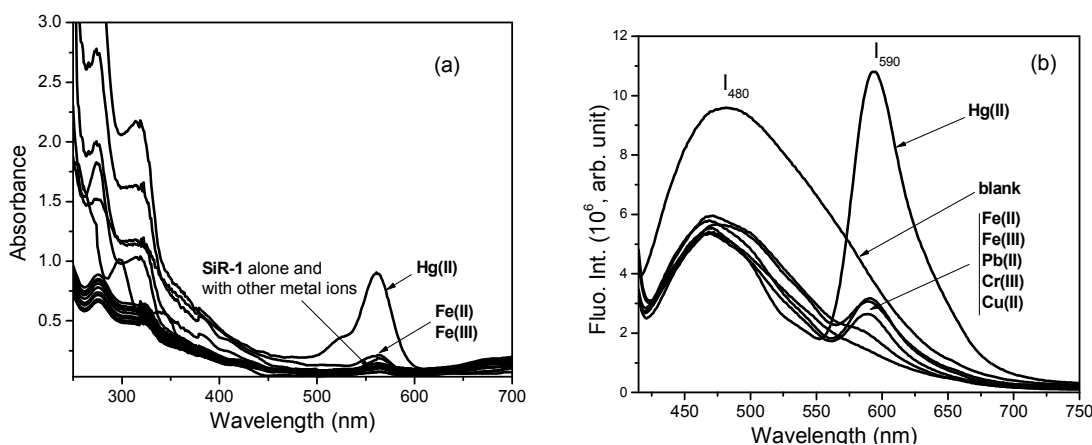 (a)
Absorbance
3.0
2.5
2.0
1.5
1.0
0.5
SiR-1 alone and
with other metal ions
Hg(II)
Fe(II)
Fe(III)
300
400
500
600
700
Wavelength (nm)
(b)
Fluo. Int. (10⁶, arb. unit)
12
10
8
6
4
2
0
I₄₈₀
I₅₉₀
Hg(II)
blank
Fe(II)
Fe(III)
Pb(II)
Cr(III)
Cu(II)
450
500
550
600
650
700
750
Wavelength (nm)